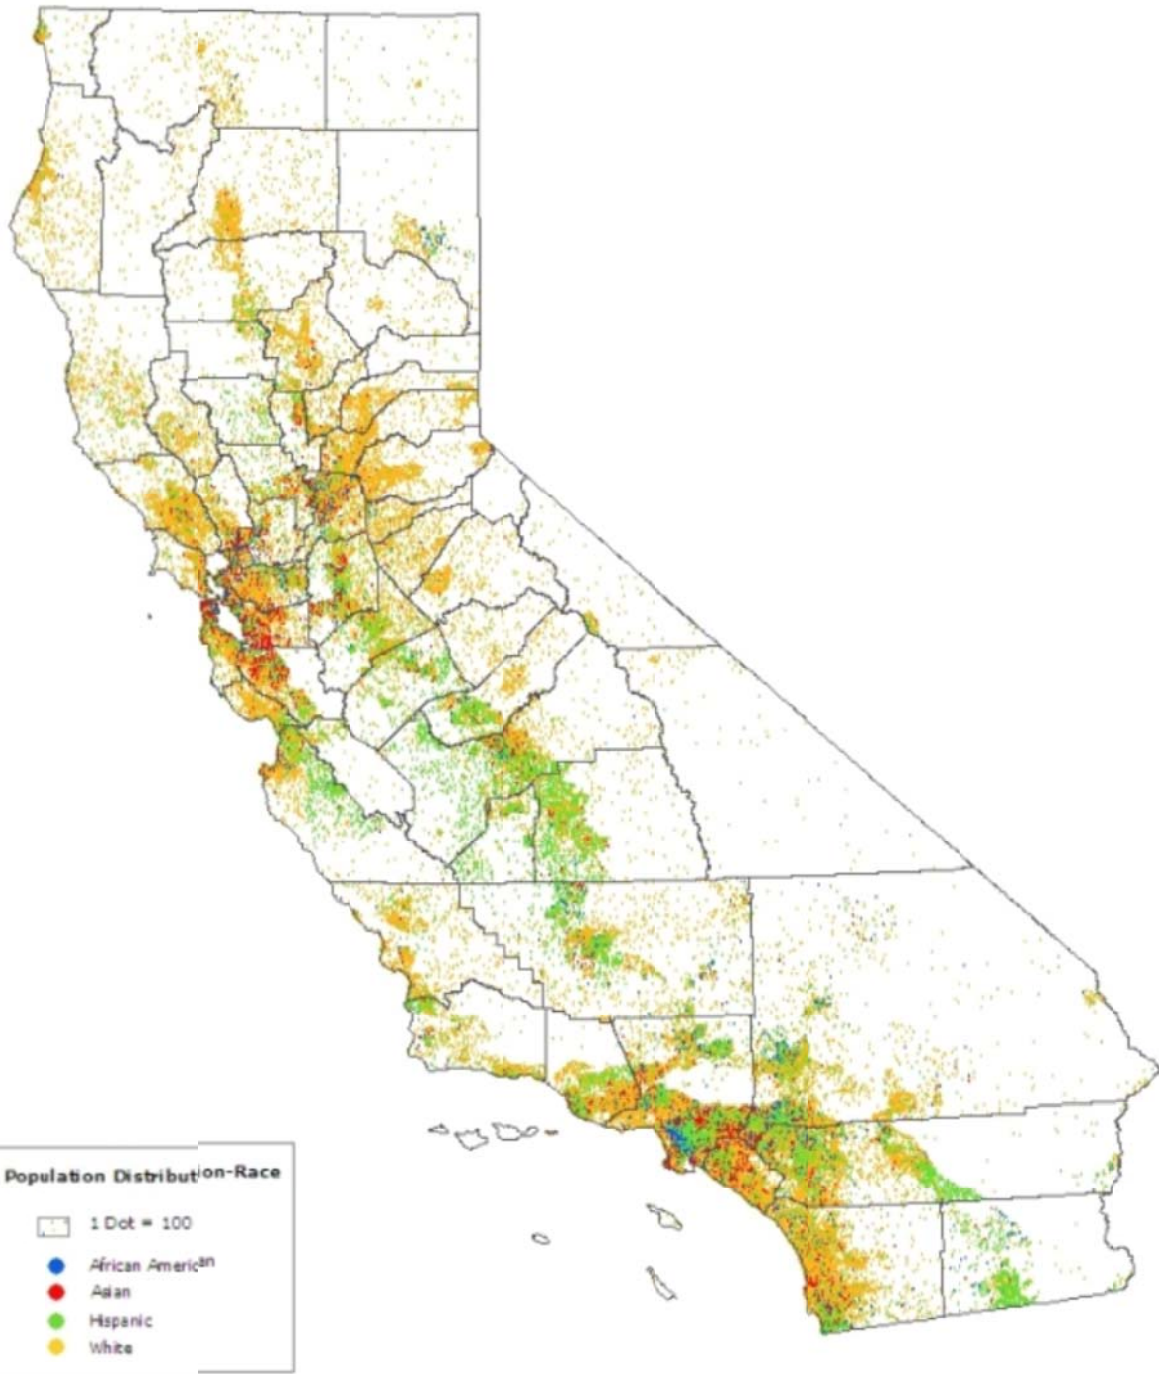 Population Distribution-Race
1 Dot = 100
African American
Asian
Hispanic
White